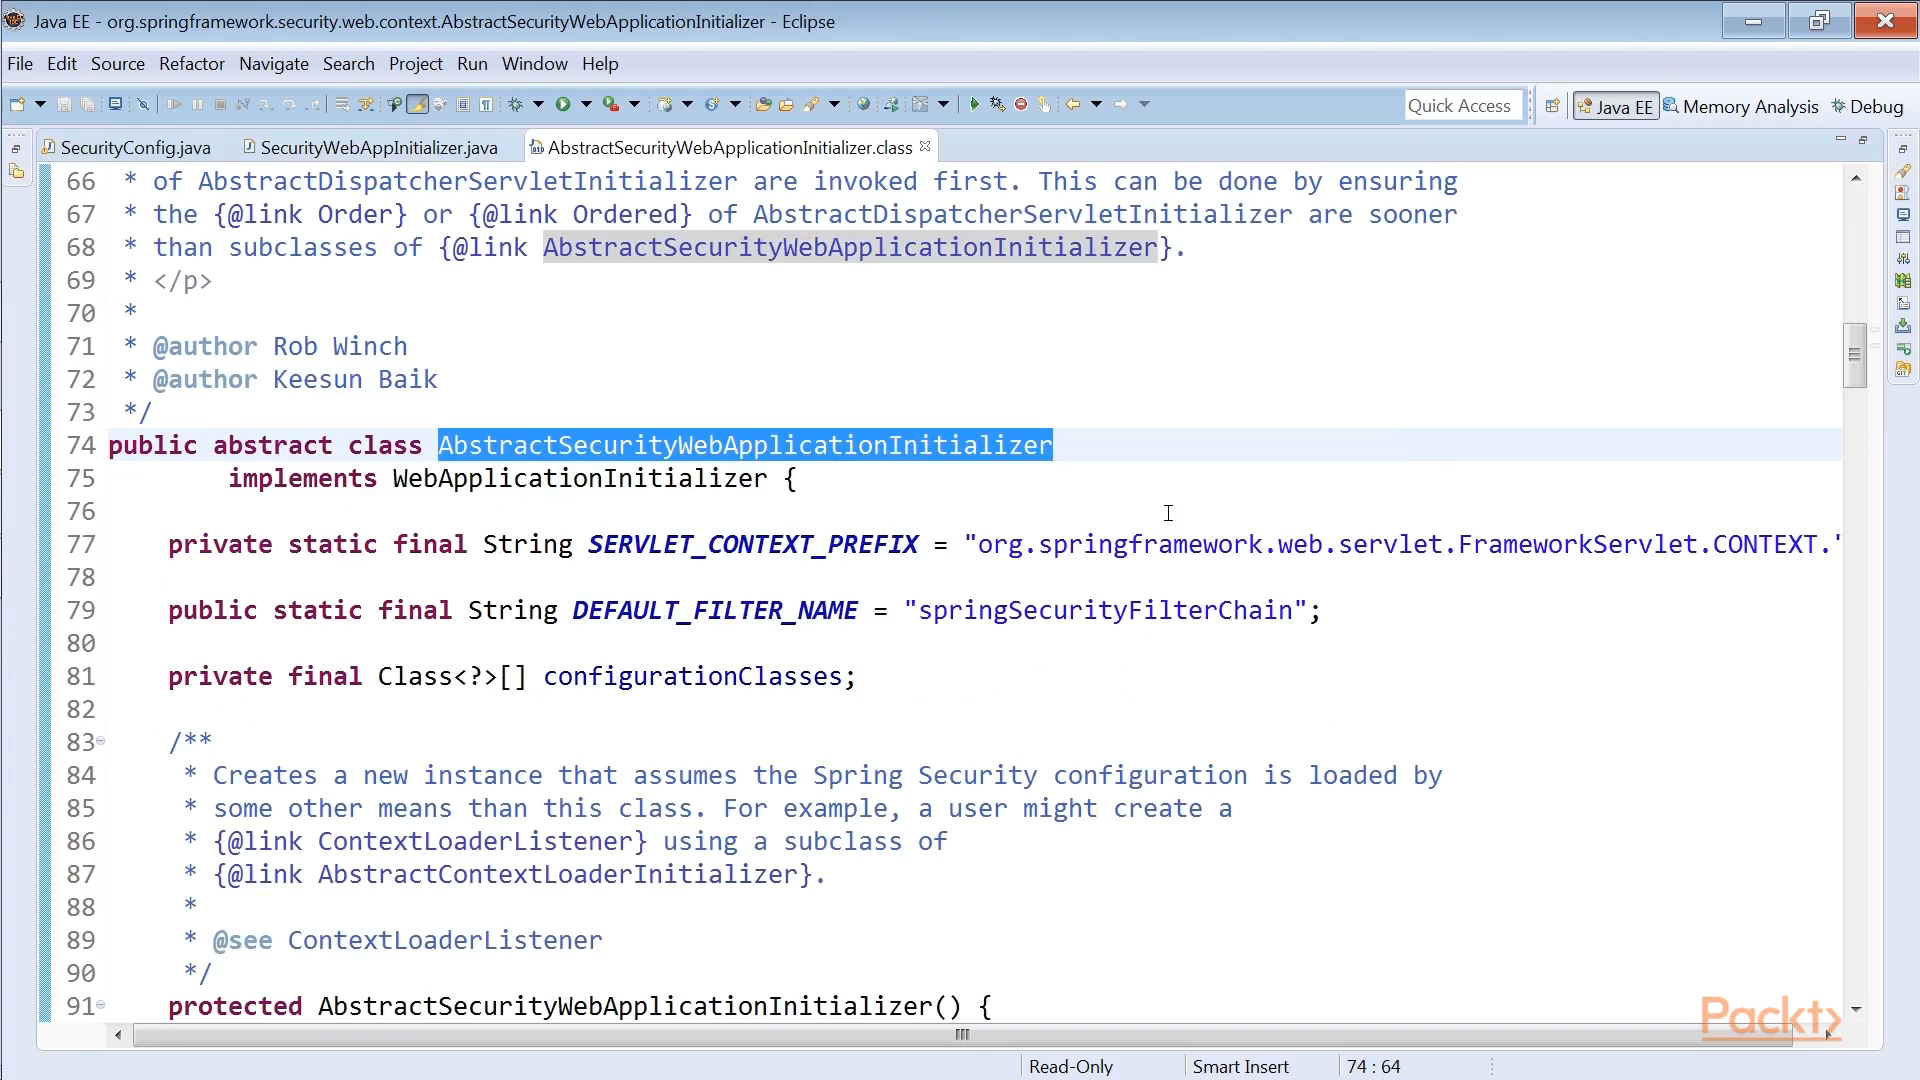 Java EE - org.springframework.security.web.context.AbstractSecurityWebApplicationInitializer - Eclipse
File Edit Source Refactor Navigate Search Project Run Window Help
Quick Access Java EE Memory Analysis Debug
SecurityConfig.java SecurityWebAppInitializer.java AbstractSecurityWebApplicationInitializer.class
66 * of AbstractDispatcherServletInitializer are invoked first. This can be done by ensuring
67 * the {@link Order} or {@link Ordered} of AbstractDispatcherServletInitializer are sooner
68 * than subclasses of {@link AbstractSecurityWebApplicationInitializer}.
69 * </p>
70 *
71 * @author Rob Winch
72 * @author Keesun Baik
73 */
74 public abstract class AbstractSecurityWebApplicationInitializer
75 implements WebApplicationInitializer {
76
77 private static final String SERVLET_CONTEXT_PREFIX = "org.springframework.web.servlet.FrameworkServlet.CONTEXT."
78
79 public static final String DEFAULT_FILTER_NAME = "springSecurityFilterChain";
80
81 private final Class<?>[] configurationClasses;
82
83 /**
84 * Creates a new instance that assumes the Spring Security configuration is loaded by
85 * some other means than this class. For example, a user might create a
86 * {@link ContextLoaderListener} using a subclass of
87 * {@link AbstractContextLoaderInitializer}.
88 *
89 * @see ContextLoaderListener
90 */
91 protected AbstractSecurityWebApplicationInitializer() {
Packt>
Read-Only Smart Insert 74 : 64